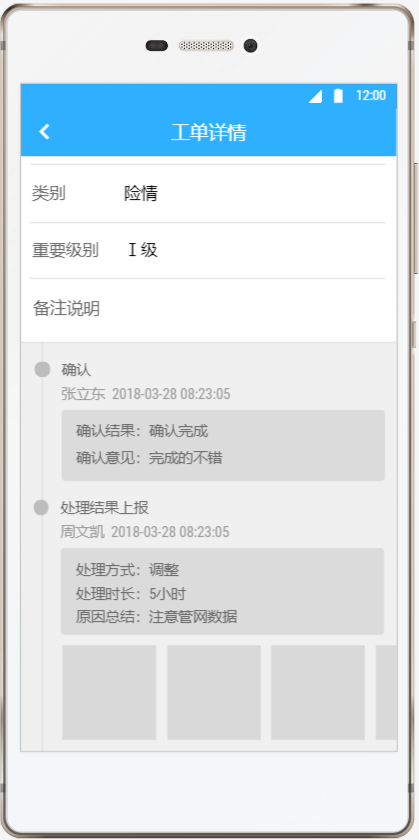 12:00
工单详情
类别 险情
重要级别 Ⅰ级
备注说明
确认
张立东 2018-03-28 08:23:05
确认结果：确认完成
确认意见：完成的不错
处理结果上报
周文凯 2018-03-28 08:23:05
处理方式：调整
处理时长：5小时
原因总结：注意管网数据